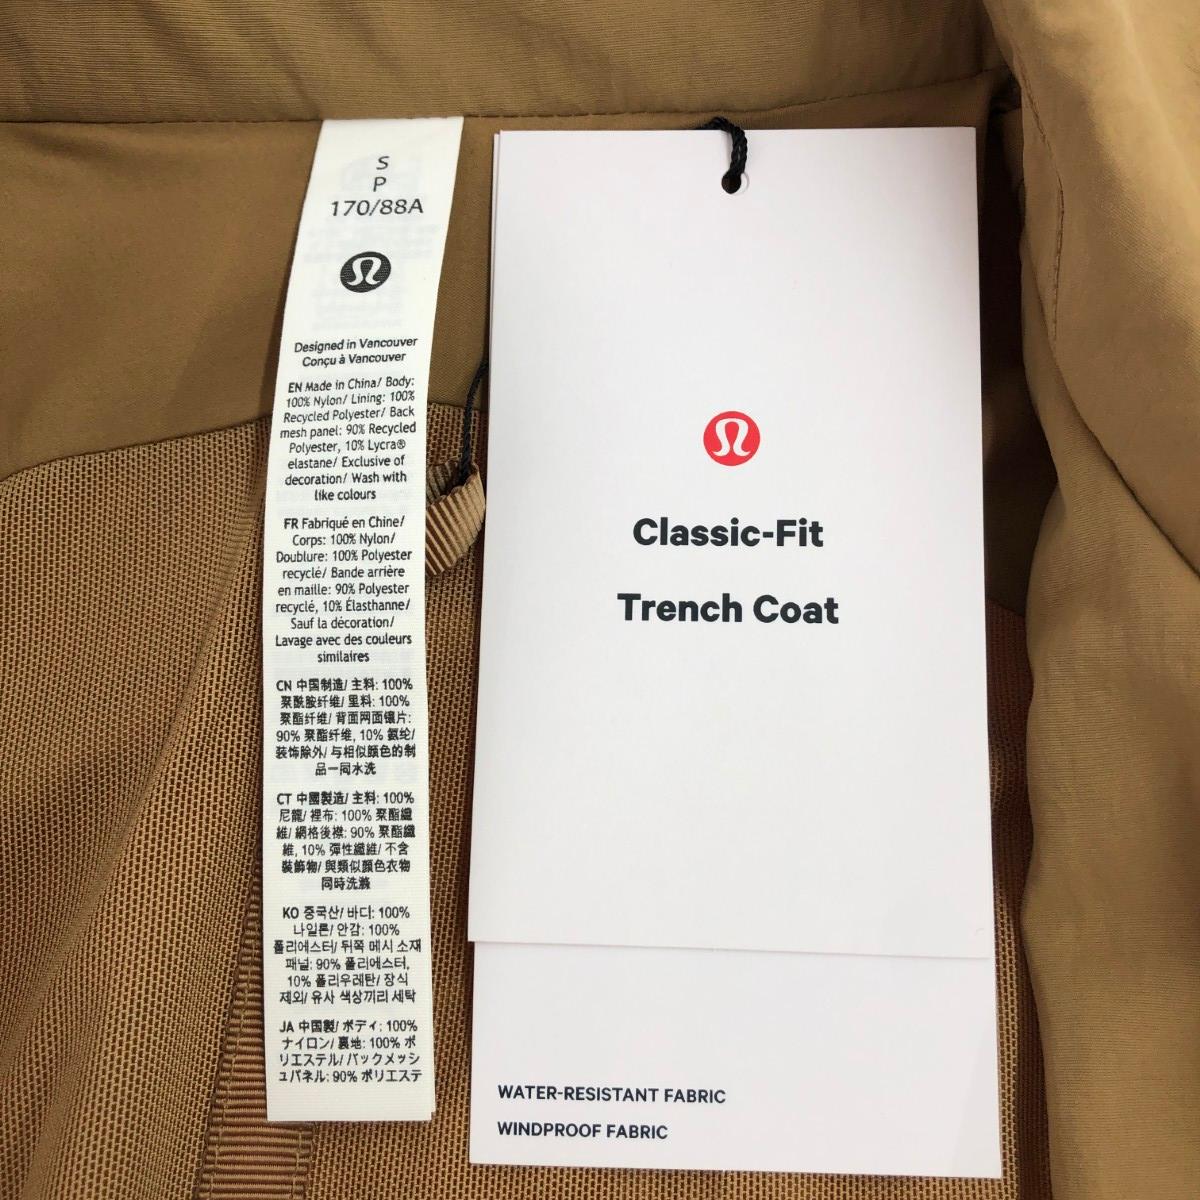 S
P
170/88A
Designed in Vancouver
Conçu à Vancouver
EN Made in China/ Body:
100% Nylon/ Lining: 100%
Recycled Polyester/ Back
mesh panel: 90% Recycled
Polyester, 10% Lycra®
elastane/ Exclusive of
decoration/ Wash with
like colours
FR Fabriqué en Chine/
Corps: 100% Nylon/
Doublure: 100% Polyester
recyclé/ Bande arrière
en maille: 90% Polyester
recyclé, 10% Élasthanne/
Sauf la décoration/
Lavage avec des couleurs
similaires
CN 中国制造/ 主料: 100%
聚酰胺纤维/ 里料: 100%
聚酯纤维/ 背面网面镶片:
90% 聚酯纤维, 10% 氨纶/
装饰除外/ 与相似颜色的制
品一同水洗
CT 中國製造/ 主料: 100%
尼龍/ 裡布: 100% 聚酯纖
維/ 網格後襟: 90% 聚酯纖
維, 10% 彈性纖維/ 不含
裝飾物/ 與類似顏色衣物
同時洗滌
KO 중국산/ 바디: 100%
나일론/ 안감: 100%
폴리에스터/ 뒤쪽 메시 소재
패널: 90% 폴리에스터,
10% 폴리우레탄/ 장식
제외/ 유사 색상끼리 세탁
JA 中国製/ ボディ: 100%
ナイロン/ 裏地: 100% ポ
リエステル/ バックメッシ
ュパネル: 90% ポリエステ
Classic-Fit
Trench Coat
WATER-RESISTANT FABRIC
WINDPROOF FABRIC